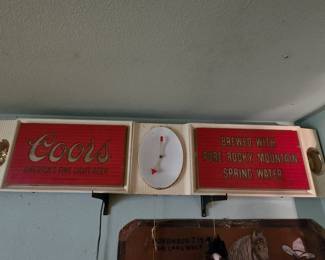 Coors
AMERICA'S FINE LIGHT BEER
BREWED WITH
PURE ROCKY MOUNTAIN
SPRING WATER